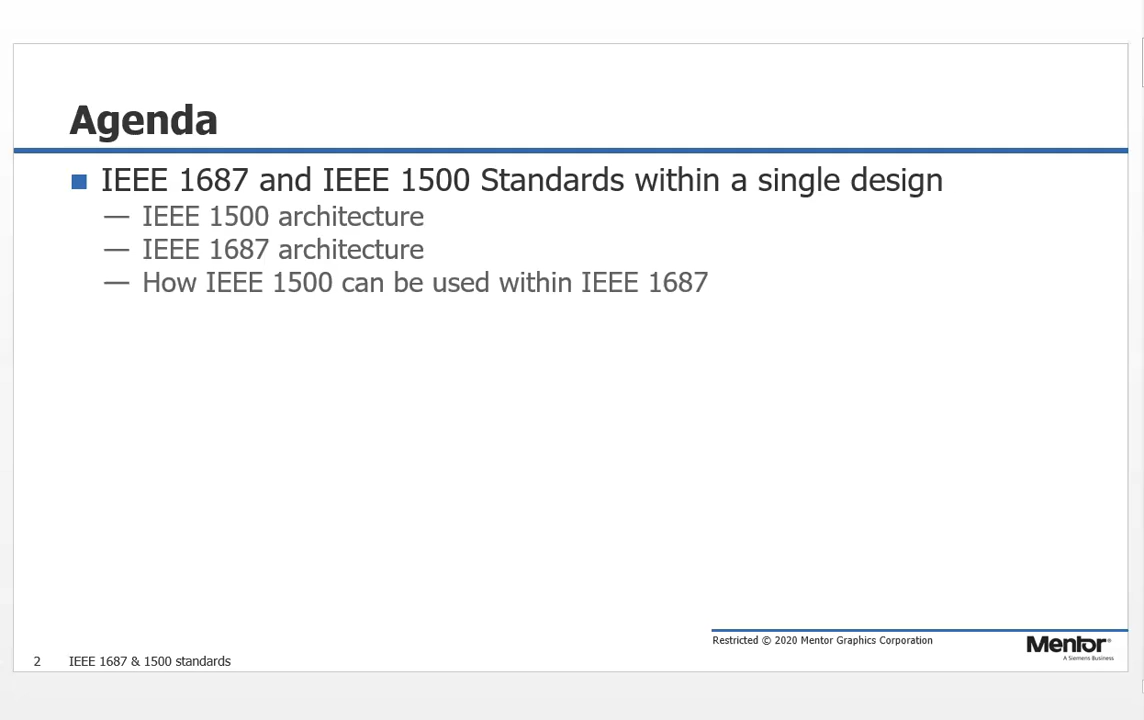 Agenda
IEEE 1687 and IEEE 1500 Standards within a single design
— IEEE 1500 architecture
— IEEE 1687 architecture
— How IEEE 1500 can be used within IEEE 1687
Restricted © 2020 Mentor Graphics Corporation
Mentor®
A Siemens Business
2 IEEE 1687 & 1500 standards